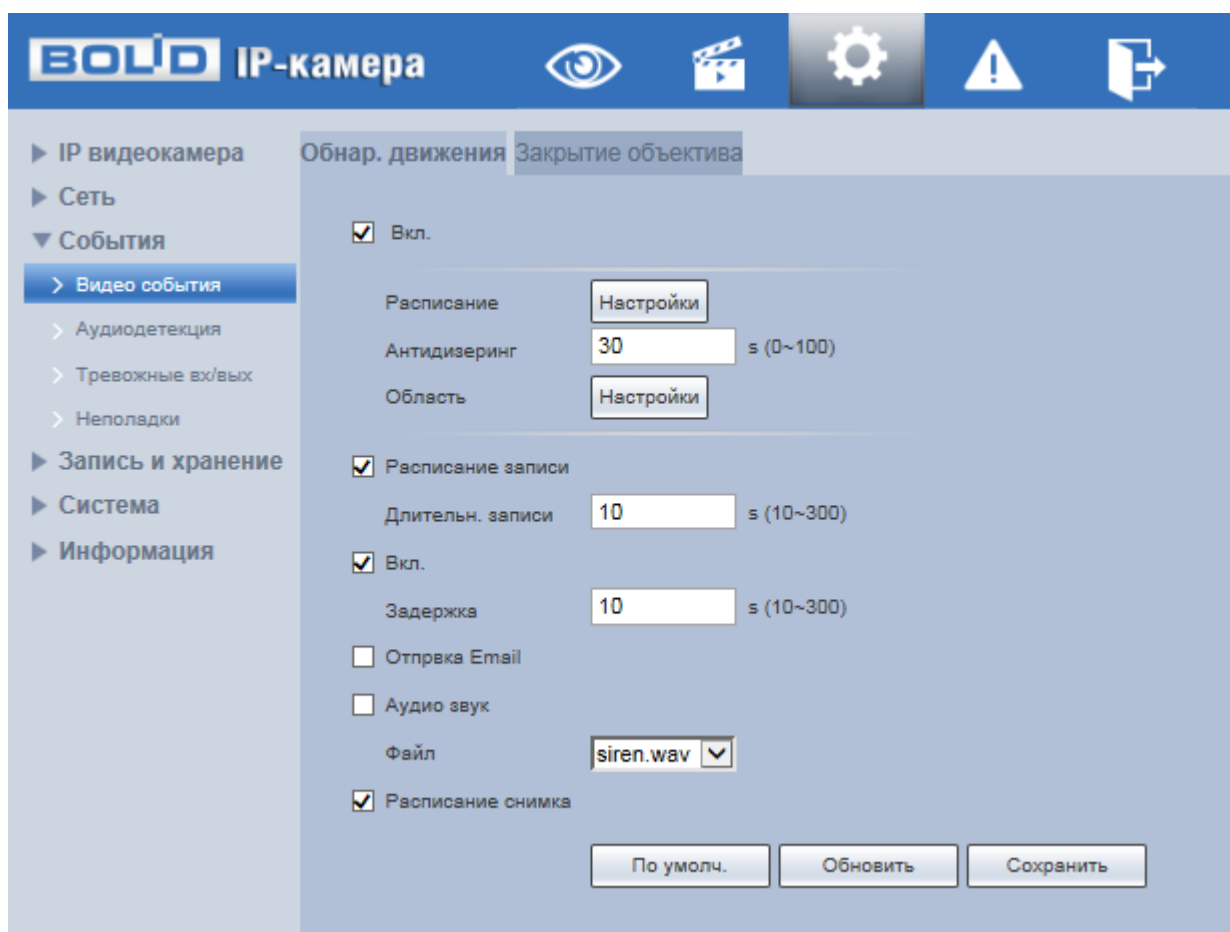 BOLID IP-камера
IP видеокамера
Сеть
События
Видео события
Аудиодетекция
Тревожные вх/вых
Неполадки
Запись и хранение
Система
Информация
Обнар. движения Закрытие объектива
Вкл.
Расписание Настройки
Антидизеринг 30 s (0~100)
Область Настройки
Расписание записи
Длительн. записи 10 s (10~300)
Вкл.
Задержка 10 s (10~300)
Отпрвка Email
Аудио звук
Файл siren.wav
Расписание снимка
По умолч. Обновить Сохранить